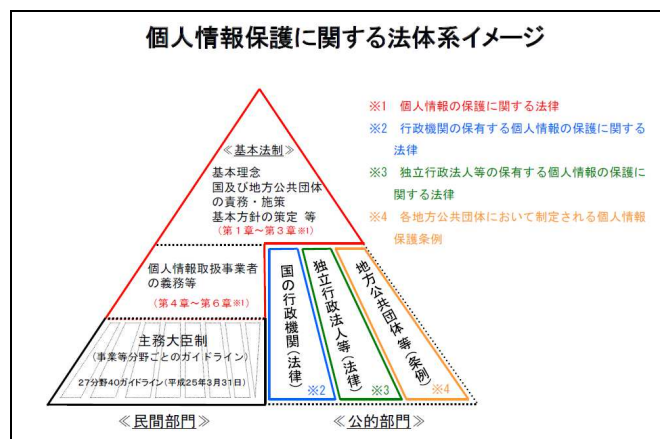 個人情報保護に関する法体系イメージ
※1 個人情報の保護に関する法律
※2 行政機関の保有する個人情報の保護に関する
法律
※3 独立行政法人等の保有する個人情報の保護に
関する法律
※4 各地方公共団体において制定される個人情報
保護条例
≪基本法制≫
基本理念
国及び地方公共団体
の責務・施策
基本方針の策定 等
(第1章～第3章※1)
個人情報取扱事業者
の義務等
(第4章～第6章※1)
主務大臣制
(事業等分野ごとのガイドライン)
27分野40ガイドライン(平成25年3月31日)
国の行政機関(法律)
※2
独立行政法人等(法律)
※3
地方公共団体等(条例)
※4
≪民間部門≫
≪公的部門≫